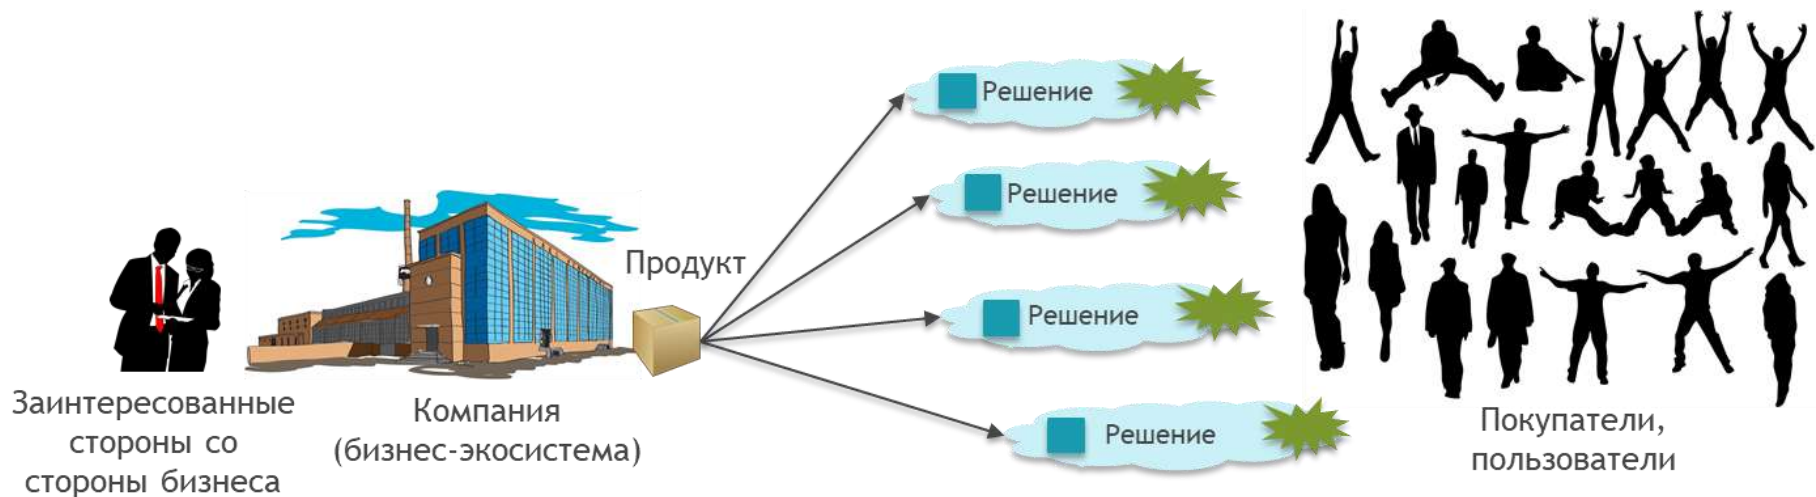 Заинтересованные
стороны со
стороны бизнеса
Компания
(бизнес-экосистема)
Продукт
Решение
Решение
Решение
Решение
Покупатели,
пользователи